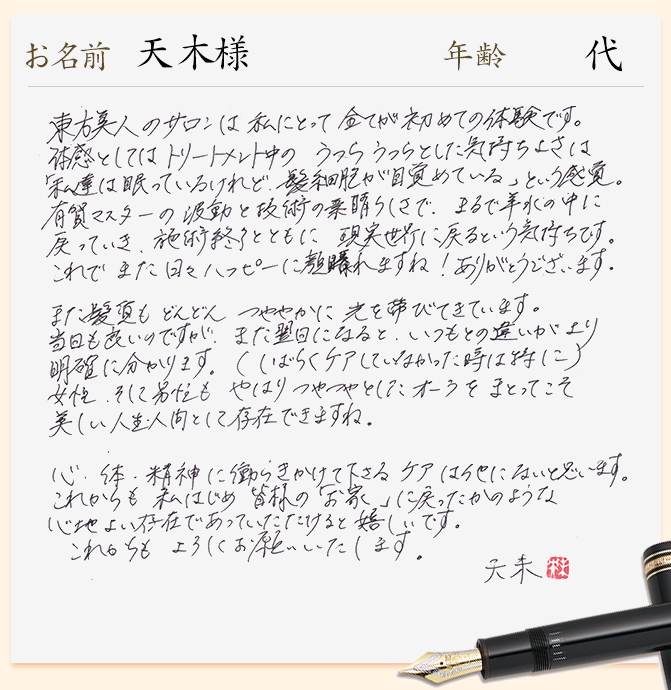 お名前 天木様 年齢 代
東方美人のサロンは私にとって全てが初めての体験です。
体感としてはトリートメント中の うっらうっらとした気持ちよさは
「私達は眠っているけれど、髪細胞が目覚めている」という感覚。
有賀マスターの波動と技術の素晴らしさで、まるで羊水の中に
戻っていき、施術終了とともに 現実世界に戻るという気持ちです。
これでまた日々ハッピーに れますね！ありがとうございます。
また髪質も どんどん つややかに 光を帯びてきています。
当日も良いのですが、また翌日になると、いつもとの違いがより
明確に分かります。（しばらくケアしていなかった時は特に）
女性、そして男性も やはりつやつやとしたオーラを まとってこそ
美しい人生・人間として存在できますね。
心・体・精神に働らきかけて下さる ケアは他にないと思います。
これからも 私はじめ 皆様の「お家」に戻ったかのような
心地よい存在であっていただけると嬉しいです。
これからも よろしくお願いいたします。
天木